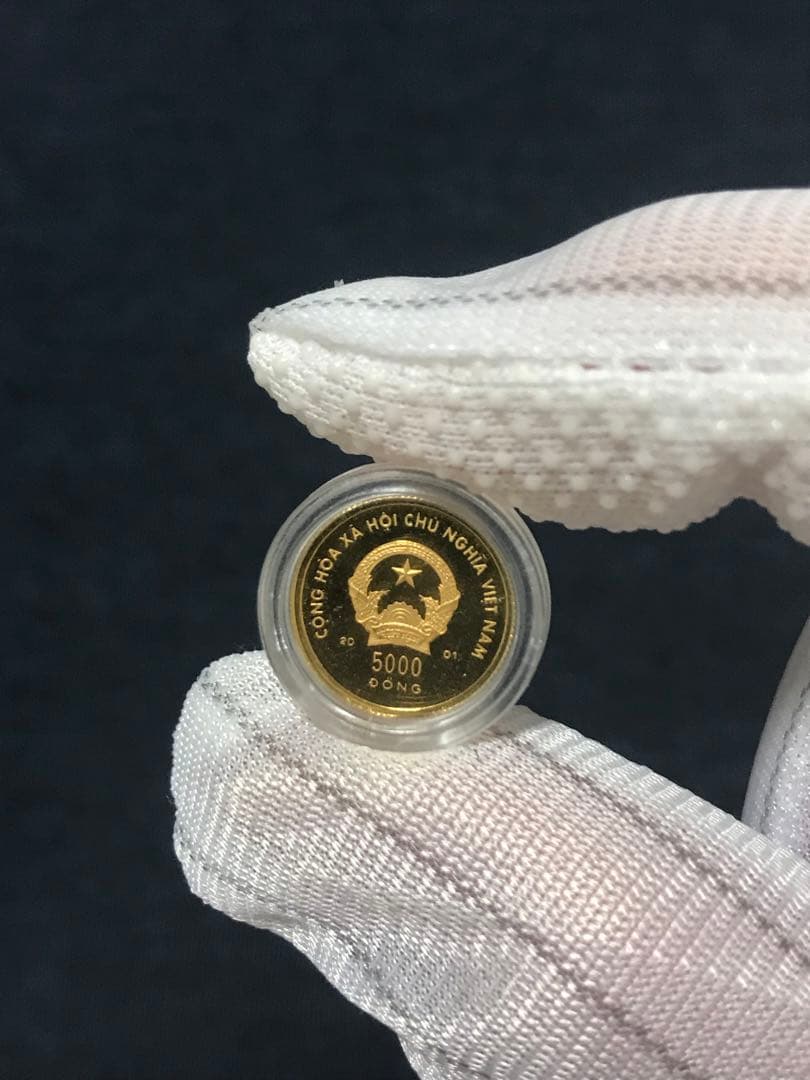 CỘNG HÒA XÃ HỘI CHỦ NGHĨA VIỆT NAM
20 01
5000
ĐỒNG